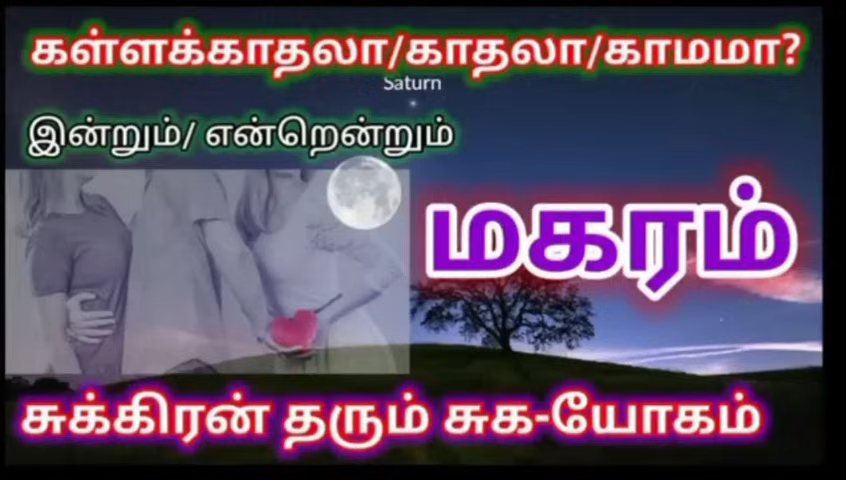 கள்ளக்காதலா/காதலா/காமமா?
Saturn
இன்றும்/ என்றென்றும்
மகரம்
சுக்கிரன் தரும் சுக-யோகம்